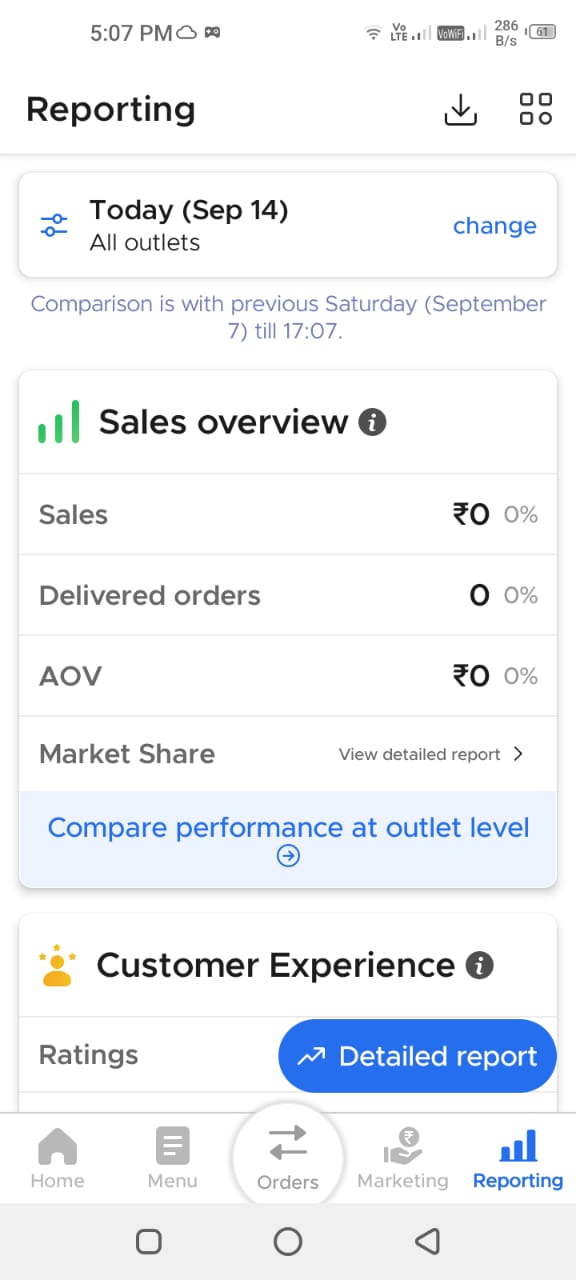 5:07 PM
Vo
LTE
VoWiFi
286
B/s
61
Reporting
Today (Sep 14)
All outlets
change
Comparison is with previous Saturday (September
7) till 17:07.
Sales overview
Sales ₹0 0%
Delivered orders 0 0%
AOV ₹0 0%
Market Share View detailed report
Compare performance at outlet level
Customer Experience
Ratings
Detailed report
Home Menu Orders Marketing Reporting